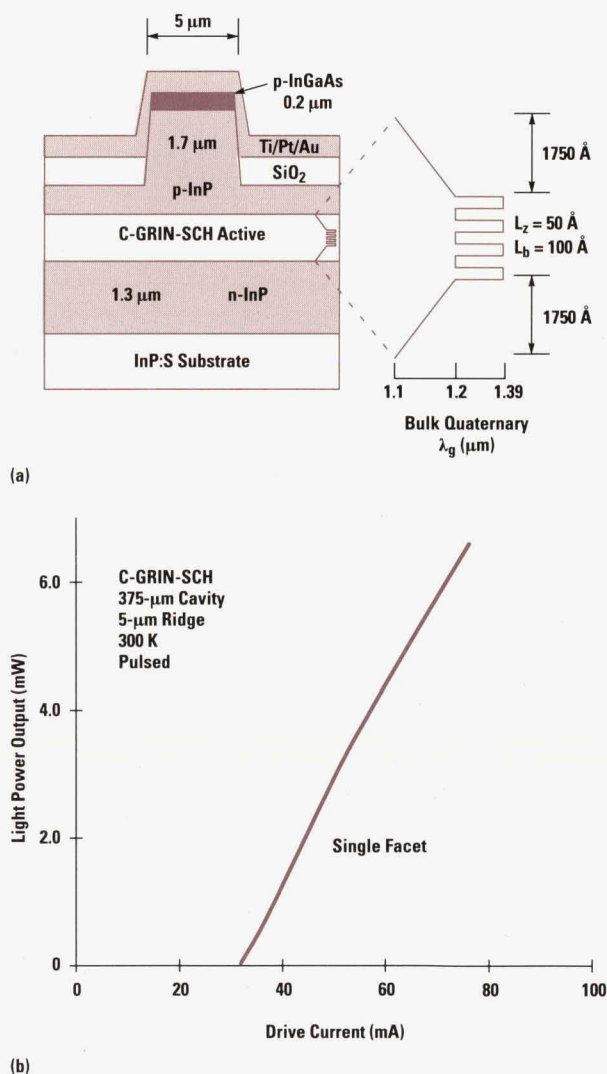 5 µm
p-InGaAs
0.2 µm
1.7 µm
Ti/Pt/Au
SiO₂
p-InP
C-GRIN-SCH Active
1.3 µm
n-InP
InP:S Substrate
1750 Å
L_z = 50 Å
L_b = 100 Å
1750 Å
1.1
1.2
1.39
Bulk Quaternary
λ_g (µm)
(a)
C-GRIN-SCH
375-µm Cavity
5-µm Ridge
300 K
Pulsed
Single Facet
Light Power Output (mW)
6.0
4.0
2.0
0
0
20
40
60
80
100
Drive Current (mA)
(b)